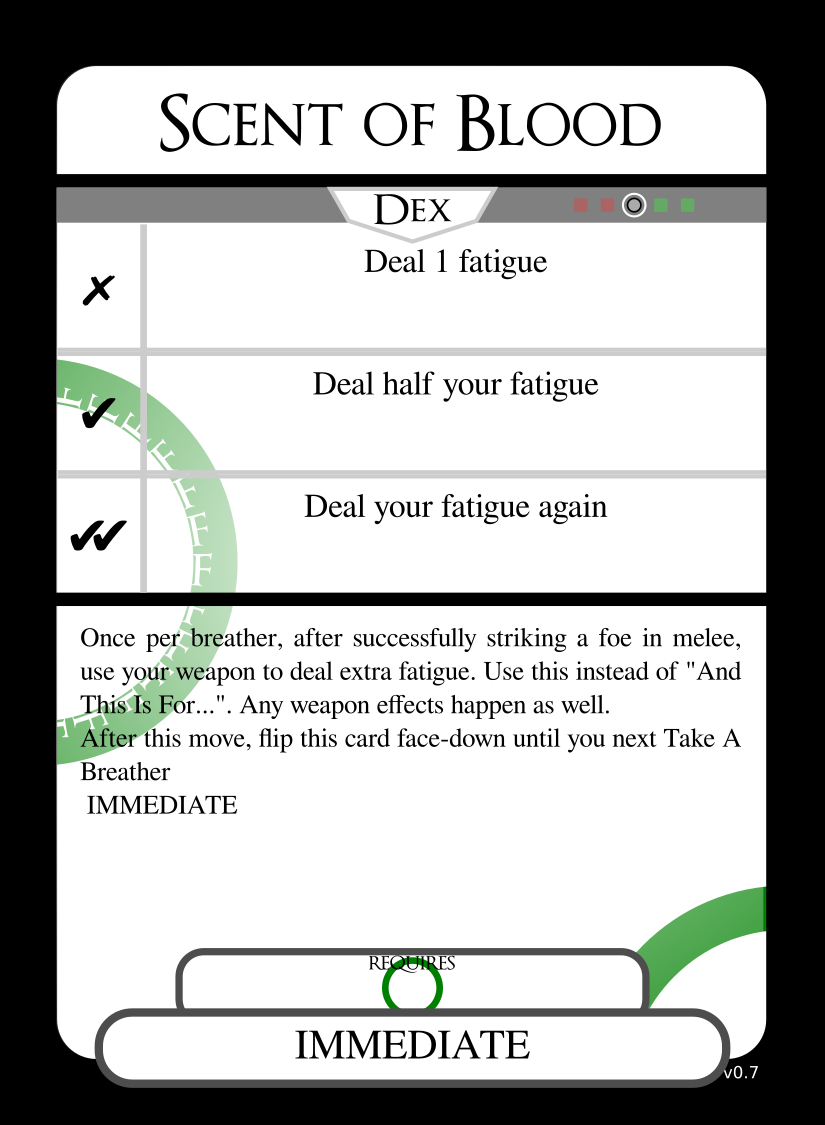 Scent of Blood
Dex
✗
Deal 1 fatigue
✔
Deal half your fatigue
✔✔
Deal your fatigue again
Once per breather, after successfully striking a foe in melee,
use your weapon to deal extra fatigue. Use this instead of "And
This Is For...". Any weapon effects happen as well.
After this move, flip this card face-down until you next Take A
Breather
IMMEDIATE
REQUIRES
IMMEDIATE
v0.7